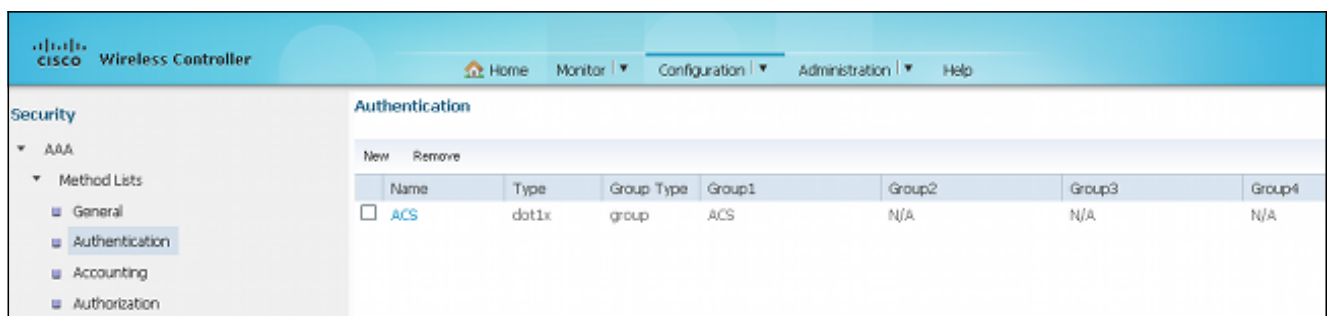 cisco Wireless Controller
Home Monitor Configuration Administration Help
Security
AAA
Method Lists
General
Authentication
Accounting
Authorization
Authentication
New Remove
Name Type Group Type Group1 Group2 Group3 Group4
ACS dot1x group ACS N/A N/A N/A